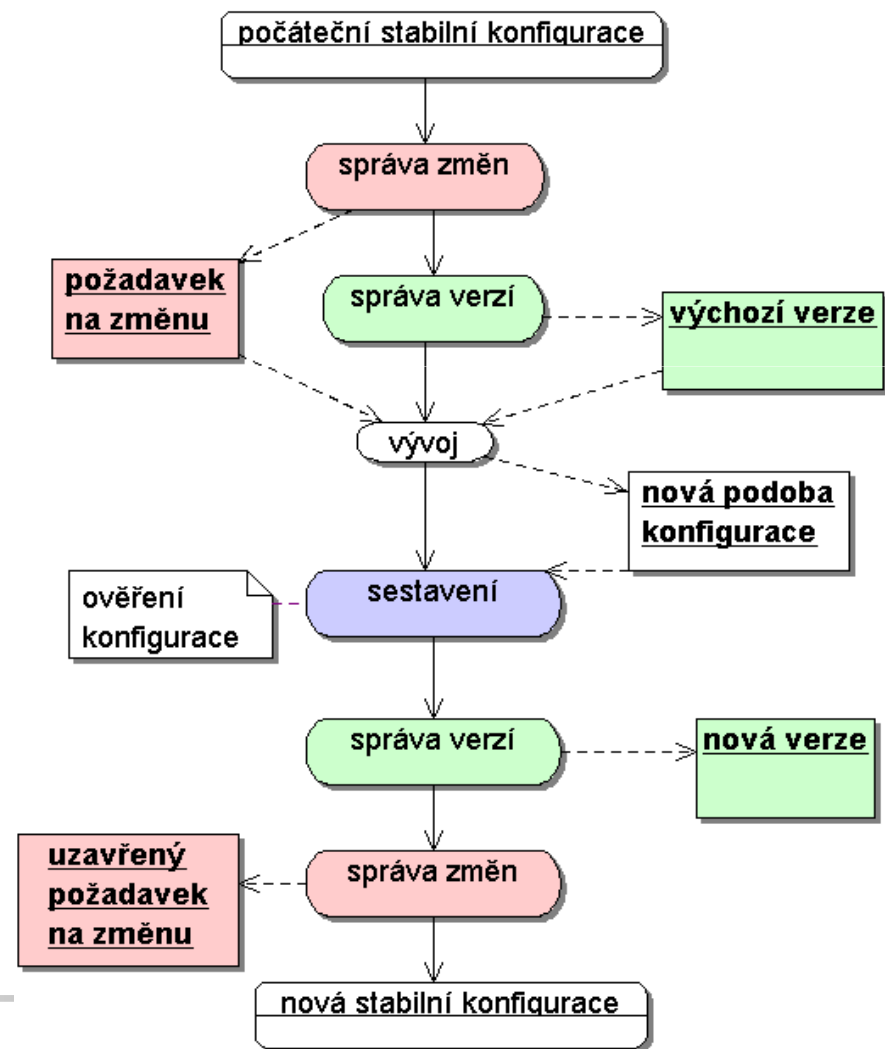 počáteční stabilní konfigurace
správa změn
požadavek
na změnu
správa verzí
výchozí verze
vývoj
nová podoba
konfigurace
ověření
konfigurace
sestavení
správa verzí
nová verze
uzavřený
požadavek
na změnu
správa změn
nová stabilní konfigurace